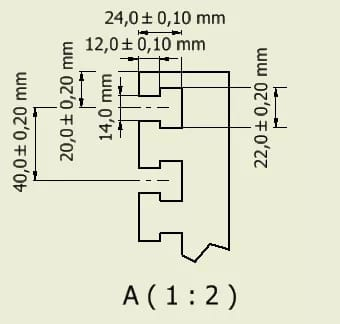 24,0 ± 0,10 mm
12,0 ± 0,10 mm
40,0 ± 0,20 mm
20,0 ± 0,20 mm
14,0 mm
22,0 ± 0,20 mm
A ( 1 : 2 )